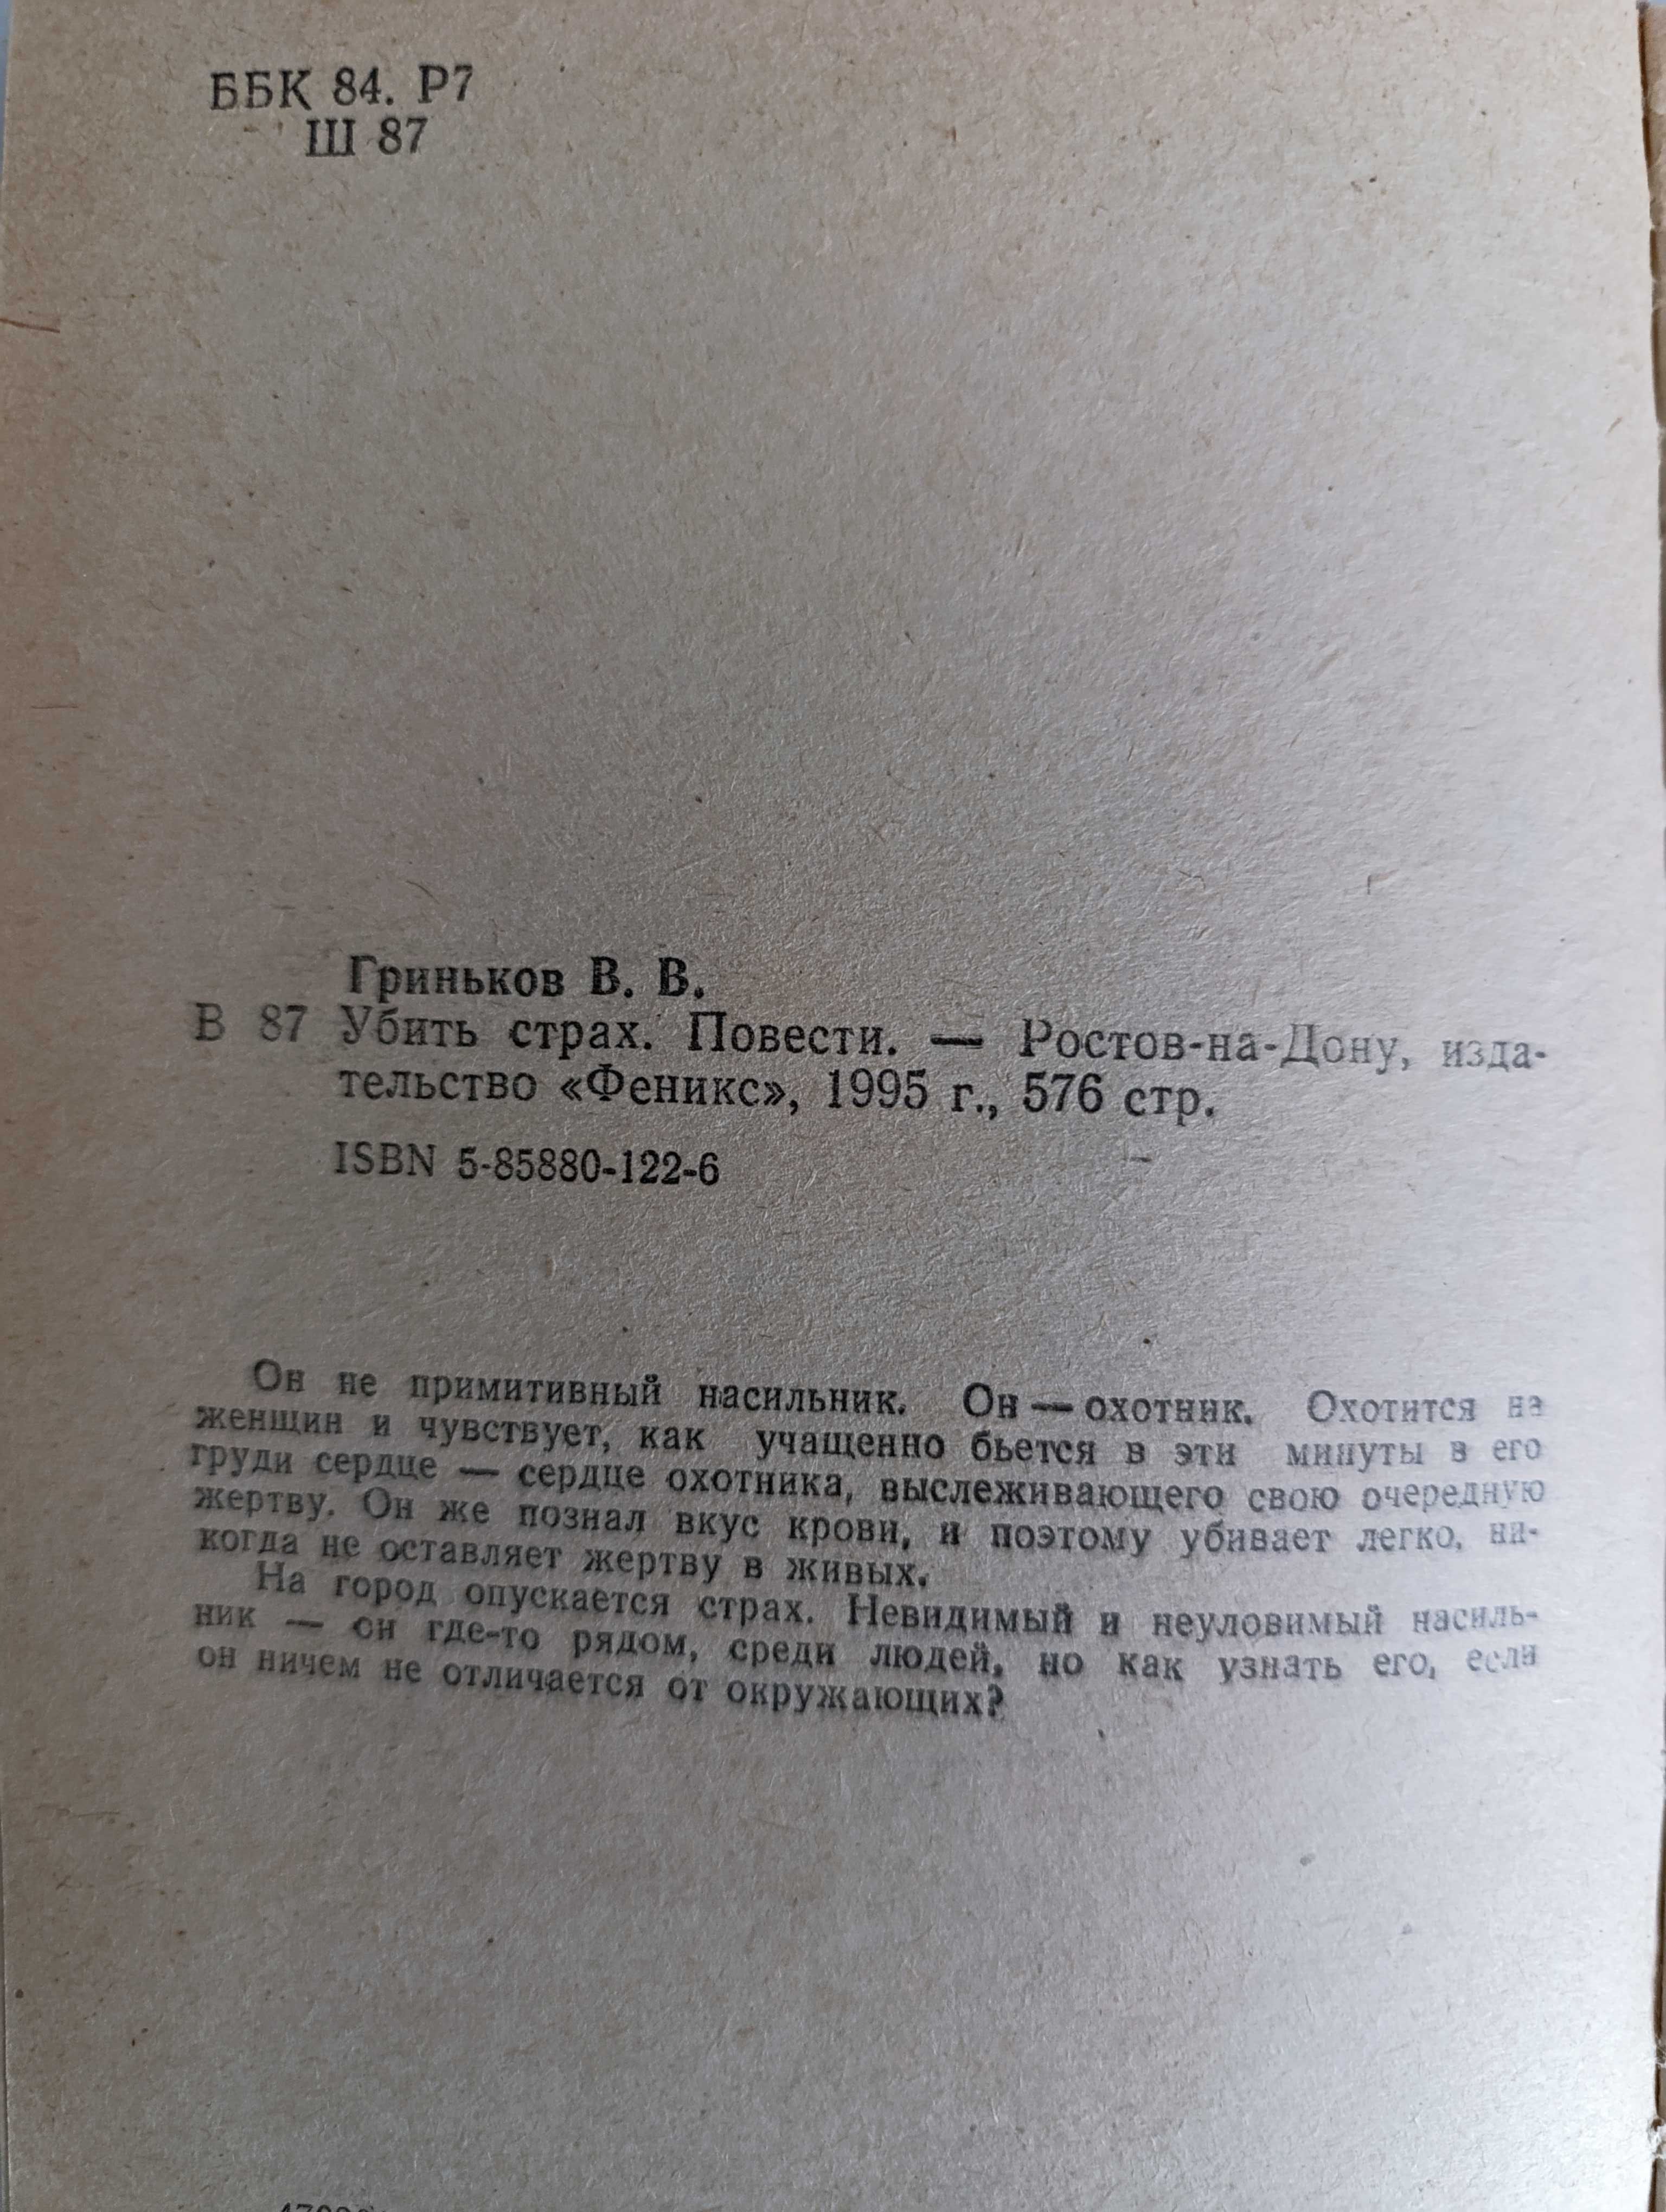 ББК 84. Р7
Ш 87
Гриньков В. В.
В 87 Убить страх. Повести. — Ростов-на-Дону, изда-
тельство «Феникс», 1995 г., 576 стр.
ISBN 5-85880-122-6
Он не примитивный насильник. Он — охотник. Охотится на
женщин и чувствует, как учащенно бьется в эти минуты в его
груди сердце — сердце охотника, выслеживающего свою очередную
жертву. Он же познал вкус крови, и поэтому убивает легко, ни-
когда не оставляет жертву в живых.
На город опускается страх. Невидимый и неуловимый насиль-
ник — он где-то рядом, среди людей, но как узнать его, если
он ничем не отличается от окружающих?